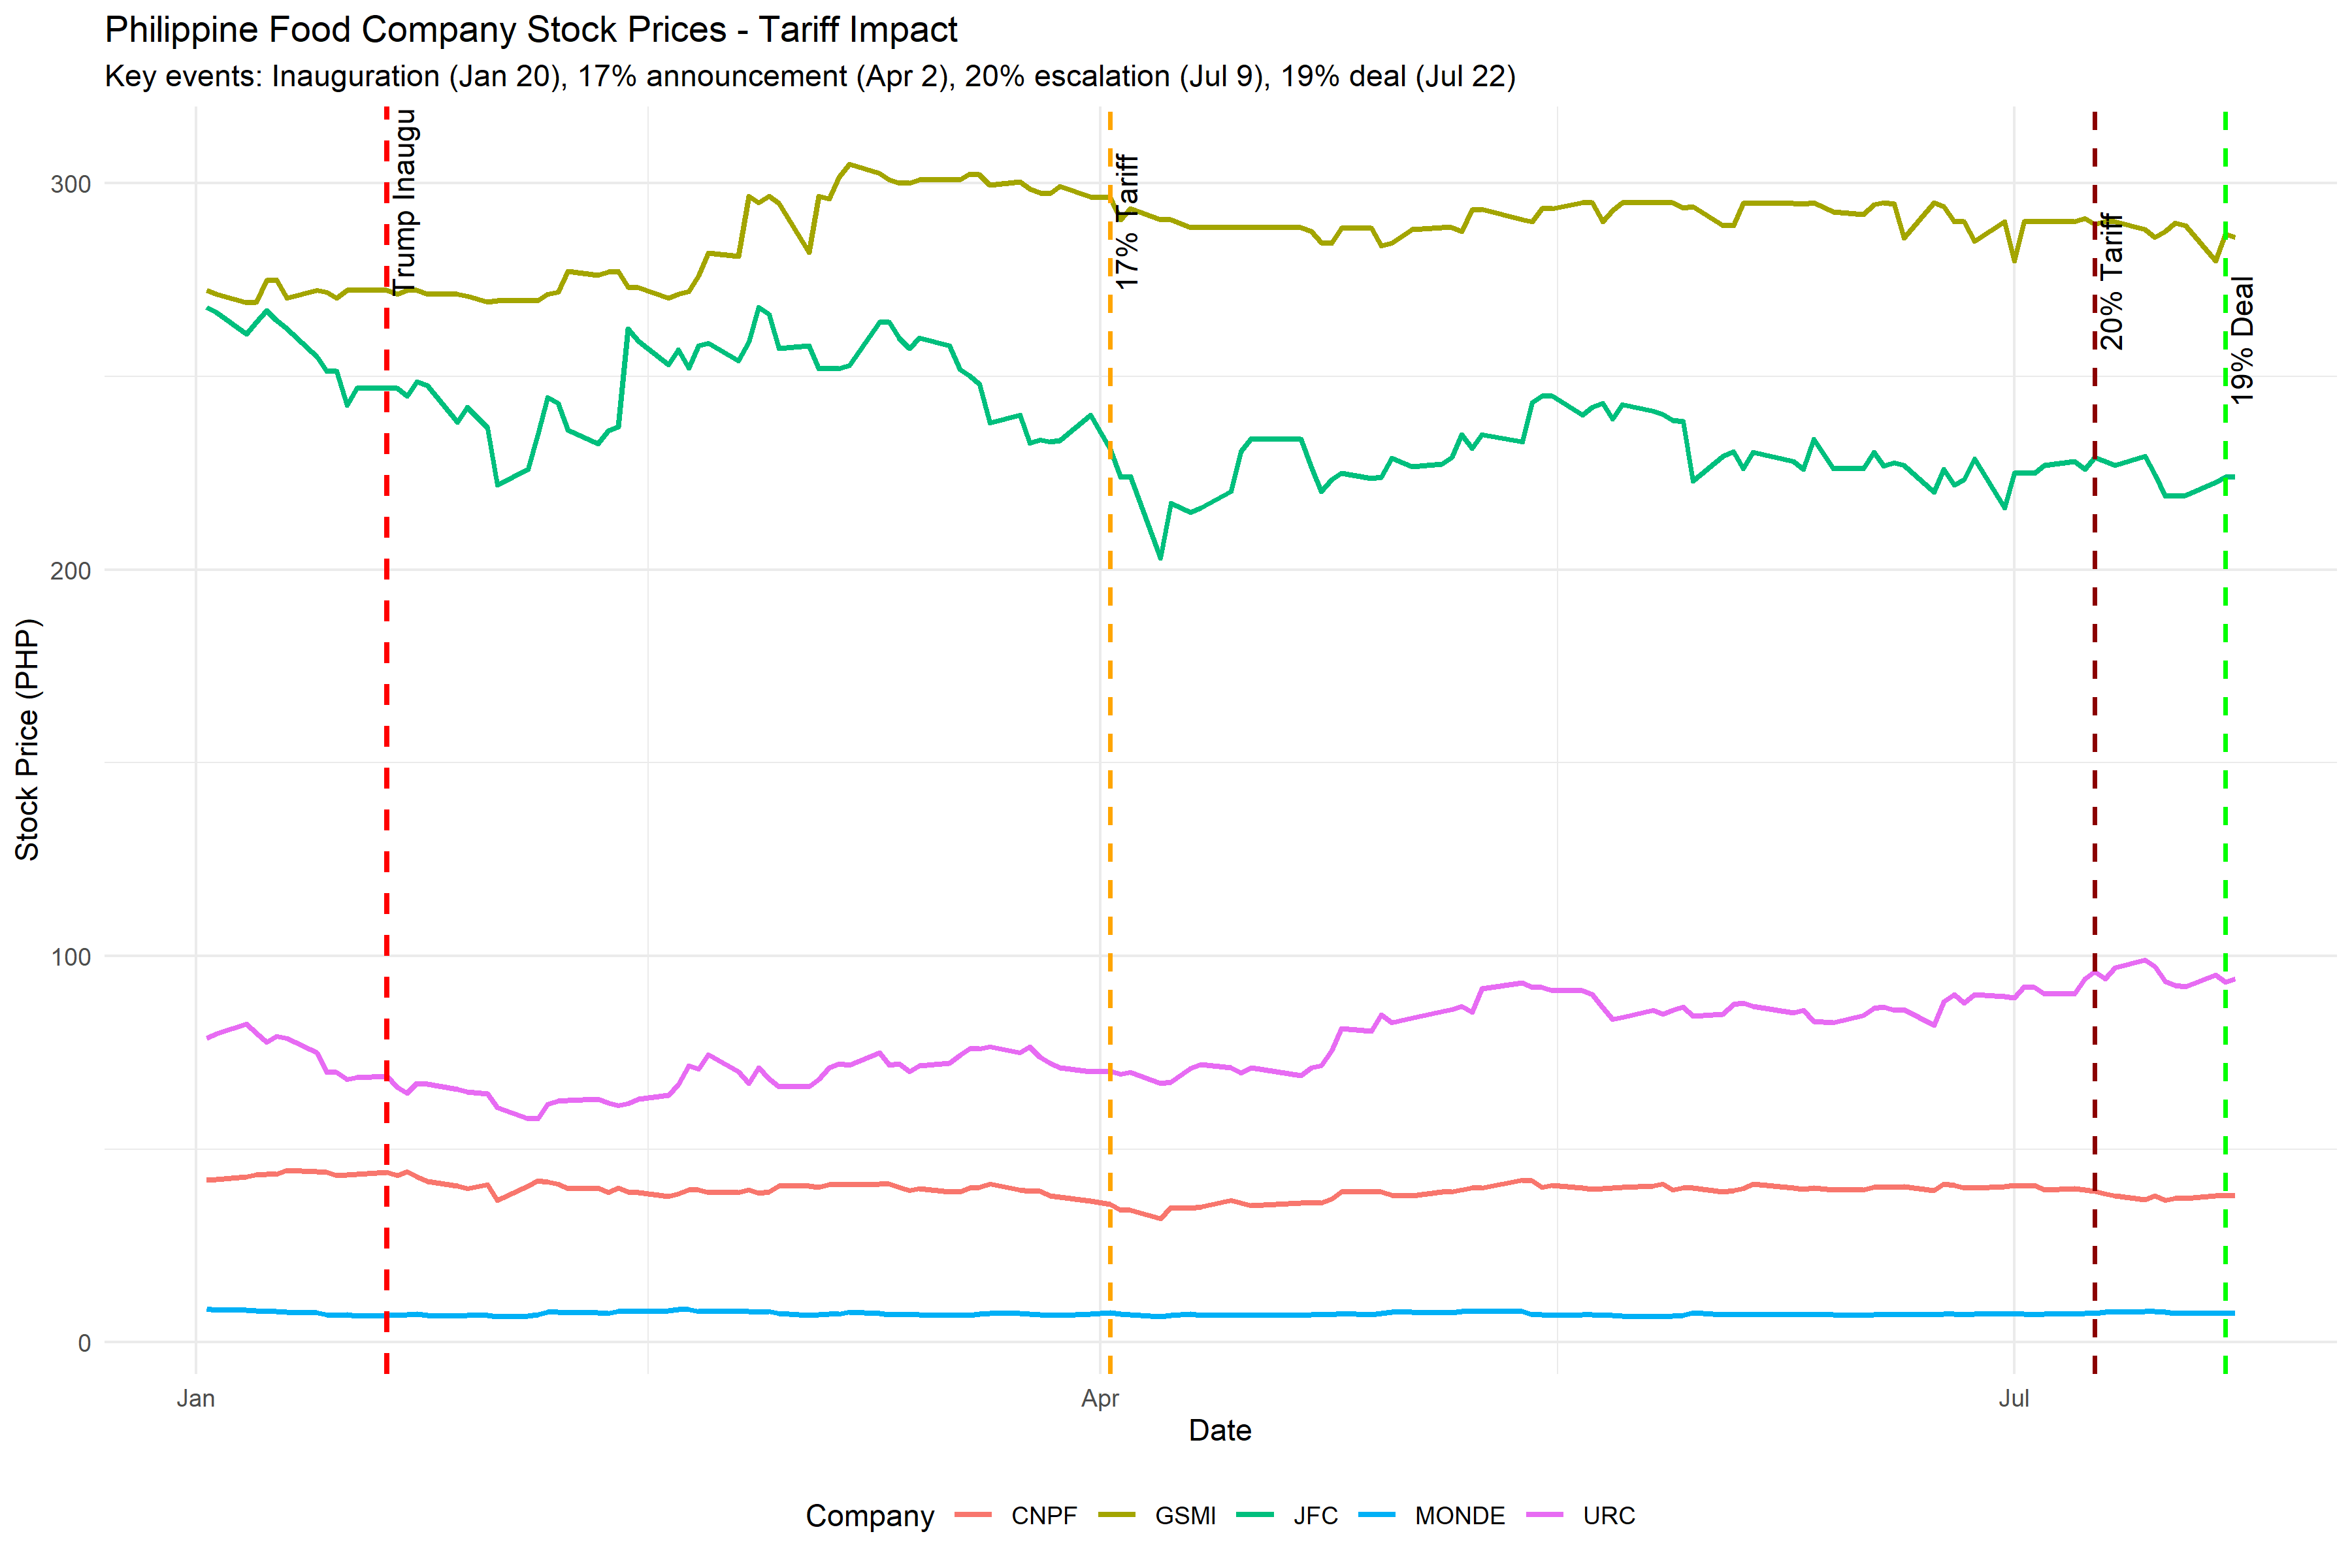 Philippine Food Company Stock Prices - Tariff Impact
Key events: Inauguration (Jan 20), 17% announcement (Apr 2), 20% escalation (Jul 9), 19% deal (Jul 22)
Trump Inaugu
17% Tariff
20% Tariff
19% Deal
Stock Price (PHP)
300
200
100
0
Jan
Apr
Jul
Date
Company
CNPF
GSMI
JFC
MONDE
URC